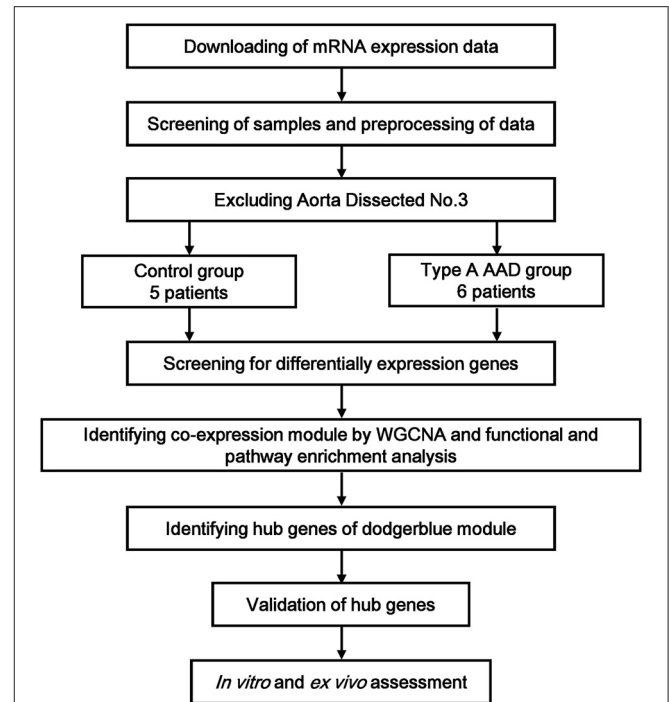 Downloading of mRNA expression data
Screening of samples and preprocessing of data
Excluding Aorta Dissected No.3
Control group
5 patients
Type A AAD group
6 patients
Screening for differentially expression genes
Identifying co-expression module by WGCNA and functional and
pathway enrichment analysis
Identifying hub genes of dodgerblue module
Validation of hub genes
In vitro and ex vivo assessment